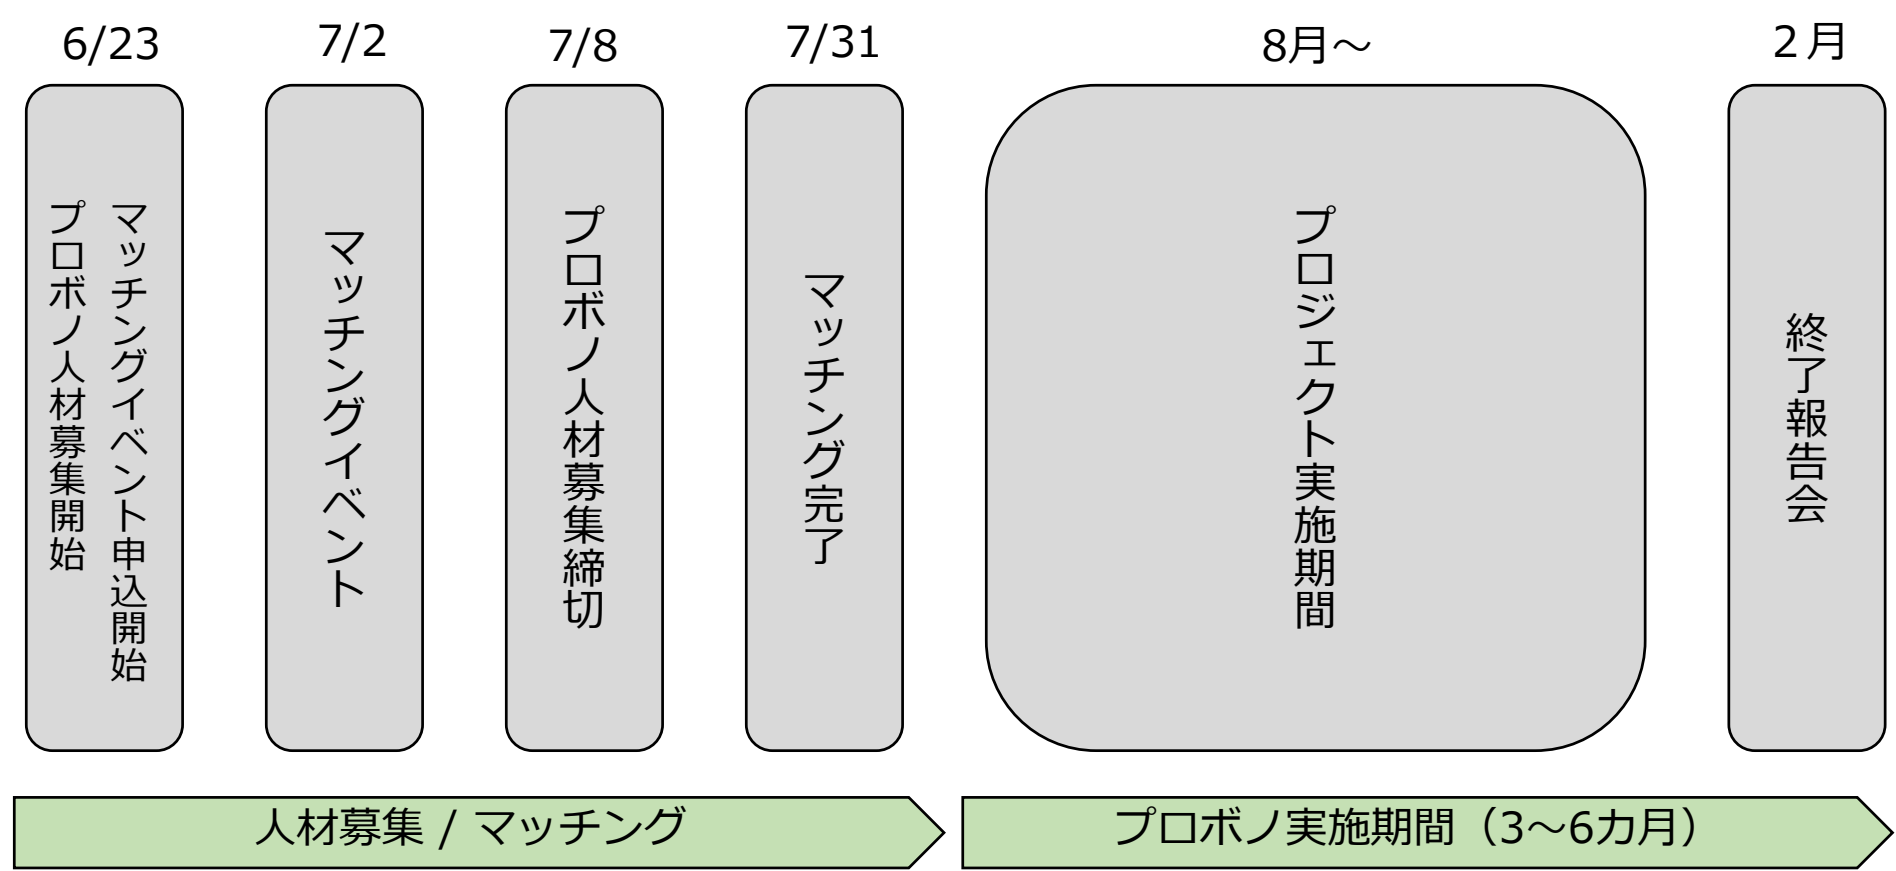 6/23
7/2
7/8
7/31
8月～
２月
マッチングイベント申込開始
プロボノ人材募集開始
マッチングイベント
プロボノ人材募集締切
マッチング完了
プロジェクト実施期間
終了報告会
人材募集 / マッチング
プロボノ実施期間（3～6カ月）